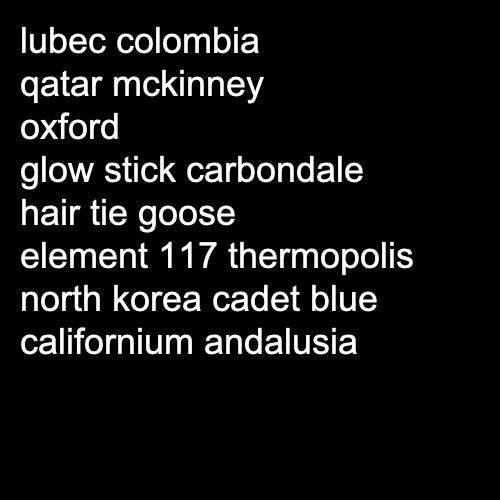 lubec colombia
qatar mckinney
oxford
glow stick carbondale
hair tie goose
element 117 thermopolis
north korea cadet blue
californium andalusia